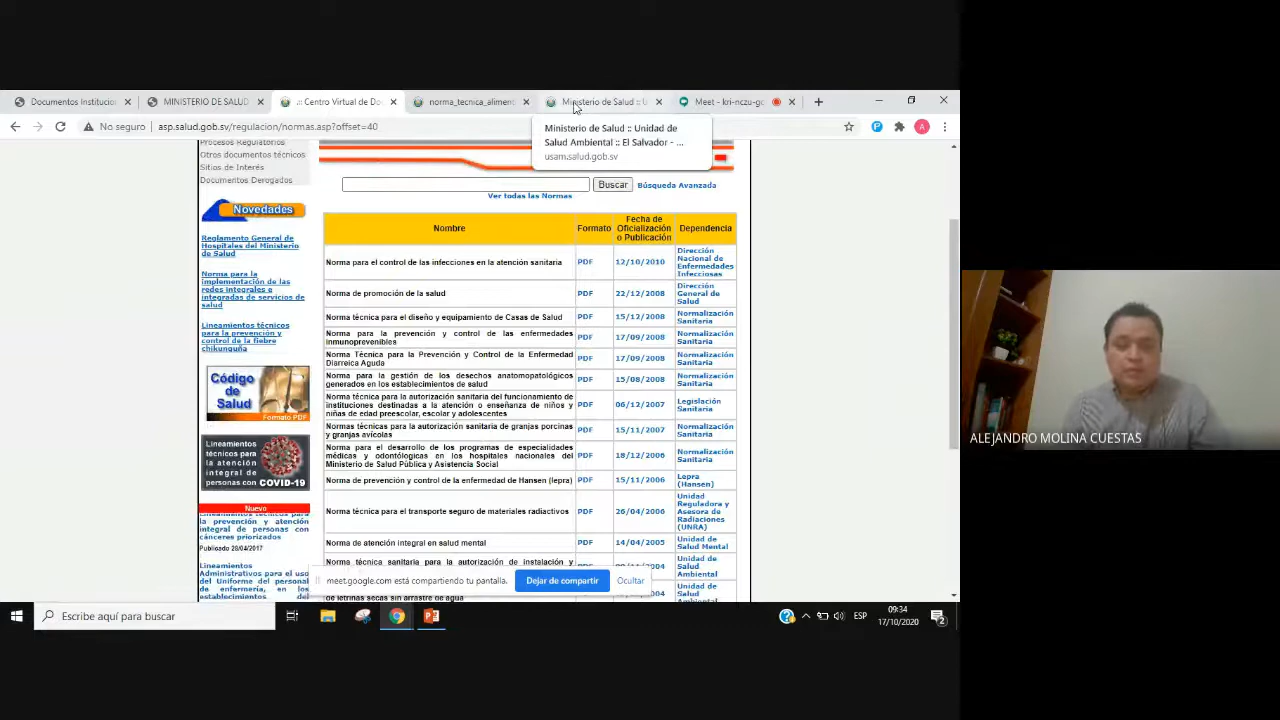 Documentos Institucion
MINISTERIO DE SALUD
.:: Centro Virtual de Do
norma_tecnica_alimen
Ministerio de Salud :: U
Meet - kri-nczu-go
No seguro
asp.salud.gob.sv/regulacion/normas.asp?offset=40
Ministerio de Salud :: Unidad de
Salud Ambiental :: El Salvador - ...
usam.salud.gob.sv
Procesos Regulatorios
Otros documentos técnicos
Sitios de Interés
Documentos Derogados
Buscar
Búsqueda Avanzada
Ver todas las Normas
Novedades
Reglamento General de
Hospitales del Ministerio
de Salud
Norma para la
implementación de las
redes integrales e
integradas de servicios de
salud
Lineamientos técnicos
para la prevención y
control de la fiebre
chikunguña
Código
de
Salud
Formato PDF
Lineamientos
técnicos para
la atención
integral de
personas con
COVID-19
Nuevo
Lineamientos técnicos para
la prevención y atención
integral de personas con
cánceres priorizados
Publicado 28/04/2017
Lineamientos
Administrativos para el uso
del Uniforme del personal
de enfermería, en los
establecimientos del
Nombre
Formato
Fecha de
Oficialización
o Publicación
Dependencia
Norma para el control de las infecciones en la atención sanitaria
PDF
12/10/2010
Dirección
Nacional de
Enfermedades
Infecciosas
Norma de promoción de la salud
PDF
22/12/2008
Dirección
General de
Salud
Norma técnica para el diseño y equipamiento de Casas de Salud
PDF
15/12/2008
Normalización
Sanitaria
Norma para la prevención y control de las enfermedades
inmunoprevenibles
PDF
17/09/2008
Normalización
Sanitaria
Norma Técnica para la Prevención y Control de la Enfermedad
Diarreica Aguda
PDF
17/09/2008
Normalización
Sanitaria
Norma para la gestión de los desechos anatomopatológicos
generados en los establecimientos de salud
PDF
15/08/2008
Normalización
Sanitaria
Norma técnica para la autorización sanitaria del funcionamiento de
instituciones destinadas a la atención o enseñanza de niños y
niñas de edad preescolar, escolar y adolescentes
PDF
06/12/2007
Legislación
Sanitaria
Normas técnicas para la autorización sanitaria de granjas porcinas
y granjas avícolas
PDF
15/11/2007
Normalización
Sanitaria
Norma para el desarrollo de los programas de especialidades
médicas y odontológicas en los hospitales nacionales del
Ministerio de Salud Pública y Asistencia Social
PDF
18/12/2006
Normalización
Sanitaria
Norma de prevención y control de la enfermedad de Hansen (lepra)
PDF
15/11/2006
Lepra
(Hansen)
Norma técnica para el transporte seguro de materiales radiactivos
PDF
26/04/2006
Unidad
Reguladora y
Asesora de
Radiaciones
(UNRA)
Norma de atención integral en salud mental
PDF
14/04/2005
Unidad de
Salud Mental
Norma técnica sanitaria para la autorización de instalación y
2004
Unidad de
Salud
Ambiental
de letrinas secas sin arrastre de agua
2004
Unidad de
Salud
Ambiental
meet.google.com está compartiendo tu pantalla.
Dejar de compartir
Ocultar
ALEJANDRO MOLINA CUESTAS
Escribe aquí para buscar
ESP
09:34
17/10/2020
2